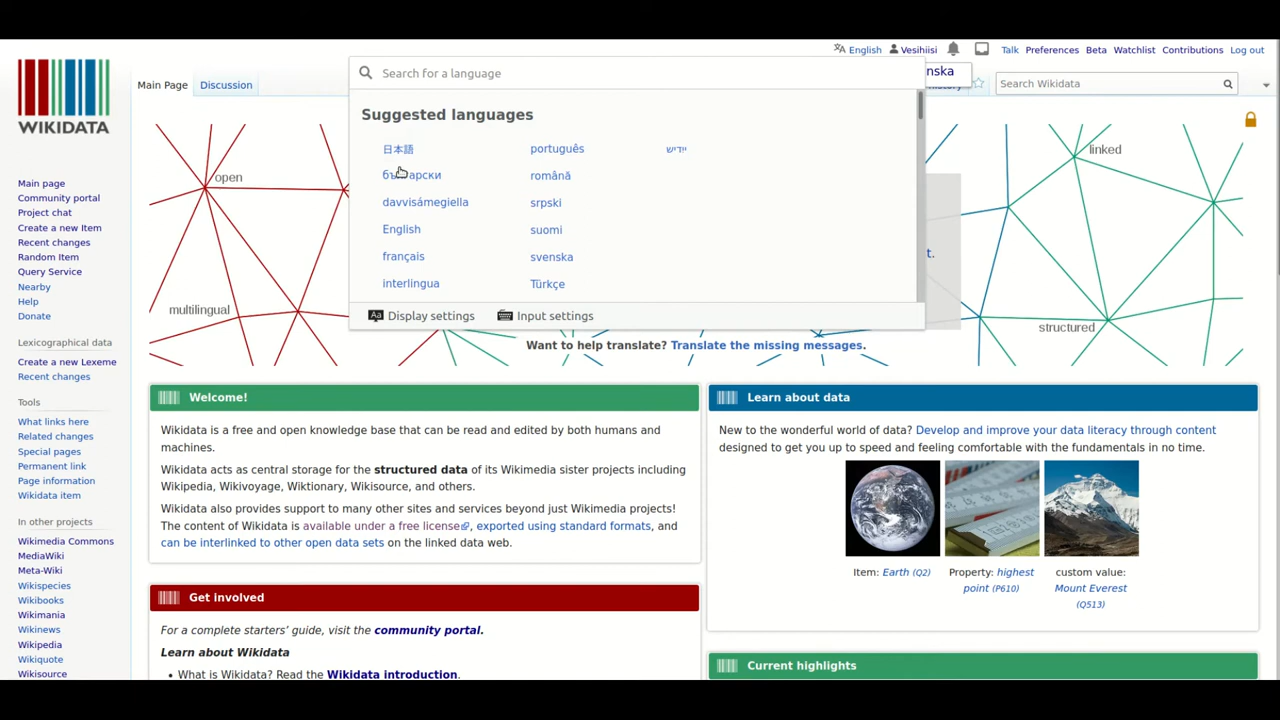 English Vesihiisi Talk Preferences Beta Watchlist Contributions Log out
Main Page Discussion
Search for a language
nska
Search Wikidata
WIKIDATA
Suggested languages
日本語 português ייִדיש
български română
davvisámegiella srpski
English suomi
français svenska
interlingua Türkçe
Display settings Input settings
open
multilingual
linked
structured
t.
Want to help translate? Translate the missing messages.
Main page
Community portal
Project chat
Create a new Item
Recent changes
Random Item
Query Service
Nearby
Help
Donate
Lexicographical data
Create a new Lexeme
Recent changes
Tools
What links here
Related changes
Special pages
Permanent link
Page information
Wikidata item
In other projects
Wikimedia Commons
MediaWiki
Meta-Wiki
Wikispecies
Wikibooks
Wikimania
Wikinews
Wikipedia
Wikiquote
Wikisource
Welcome!
Wikidata is a free and open knowledge base that can be read and edited by both humans and
machines.
Wikidata acts as central storage for the structured data of its Wikimedia sister projects including
Wikipedia, Wikivoyage, Wiktionary, Wikisource, and others.
Wikidata also provides support to many other sites and services beyond just Wikimedia projects!
The content of Wikidata is available under a free license, exported using standard formats, and
can be interlinked to other open data sets on the linked data web.
Get involved
For a complete starters’ guide, visit the community portal.
Learn about Wikidata
• What is Wikidata? Read the Wikidata introduction.
Learn about data
New to the wonderful world of data? Develop and improve your data literacy through content
designed to get you up to speed and feeling comfortable with the fundamentals in no time.
Item: Earth (Q2)
Property: highest
point (P610)
custom value:
Mount Everest
(Q513)
Current highlights